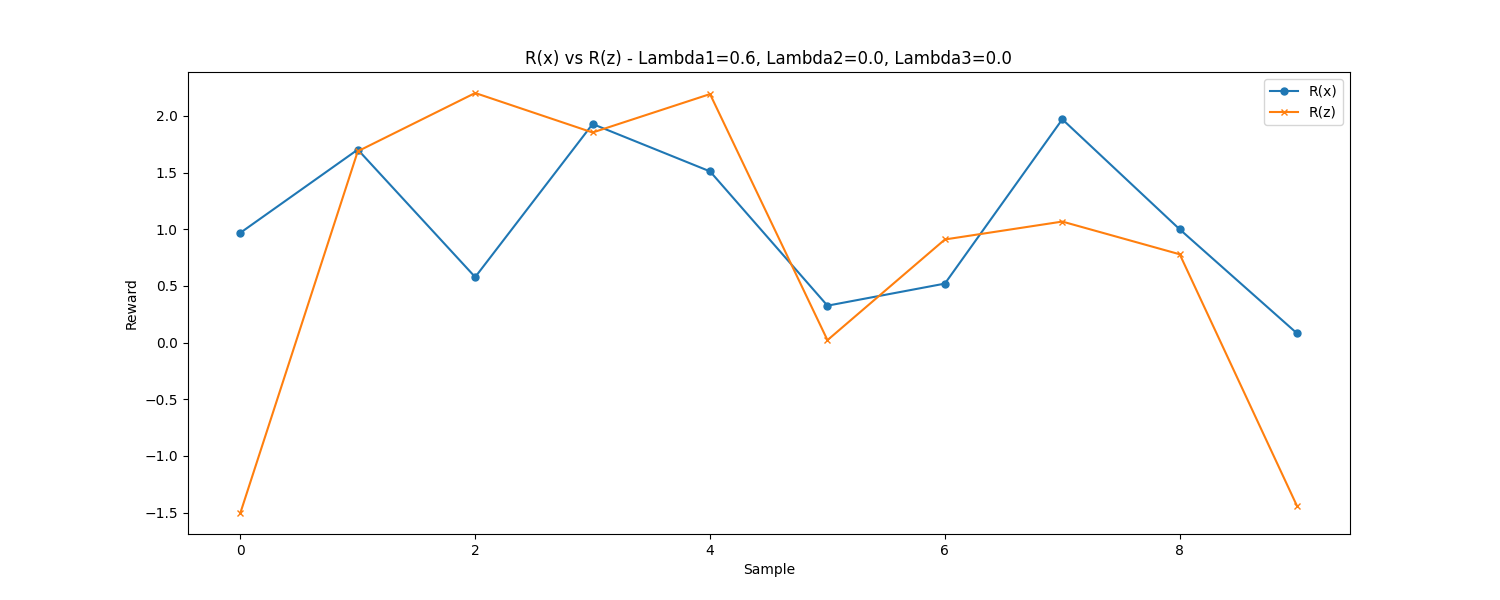 R(x) vs R(z) - Lambda1=0.6, Lambda2=0.0, Lambda3=0.0
R(x)
R(z)
2.0
1.5
1.0
0.5
0.0
−0.5
−1.0
−1.5
Reward
0 2 4 6 8
Sample